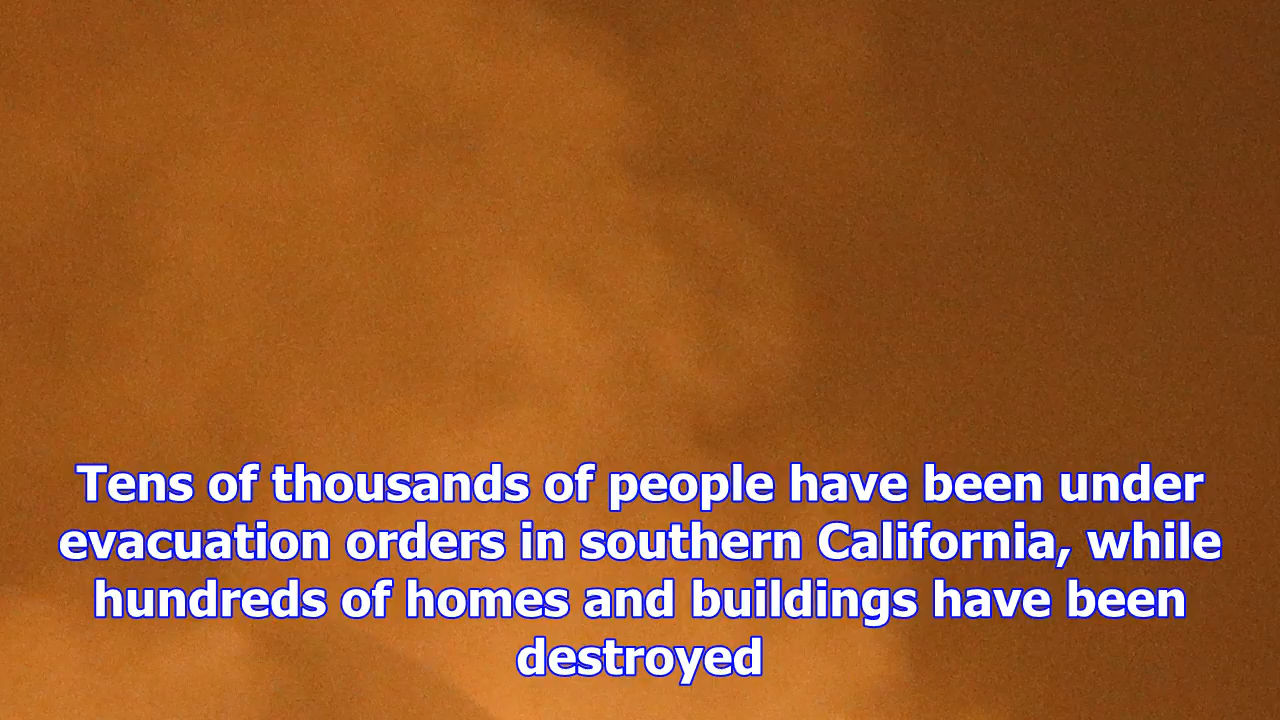 Tens of thousands of people have been under
evacuation orders in southern California, while
hundreds of homes and buildings have been
destroyed